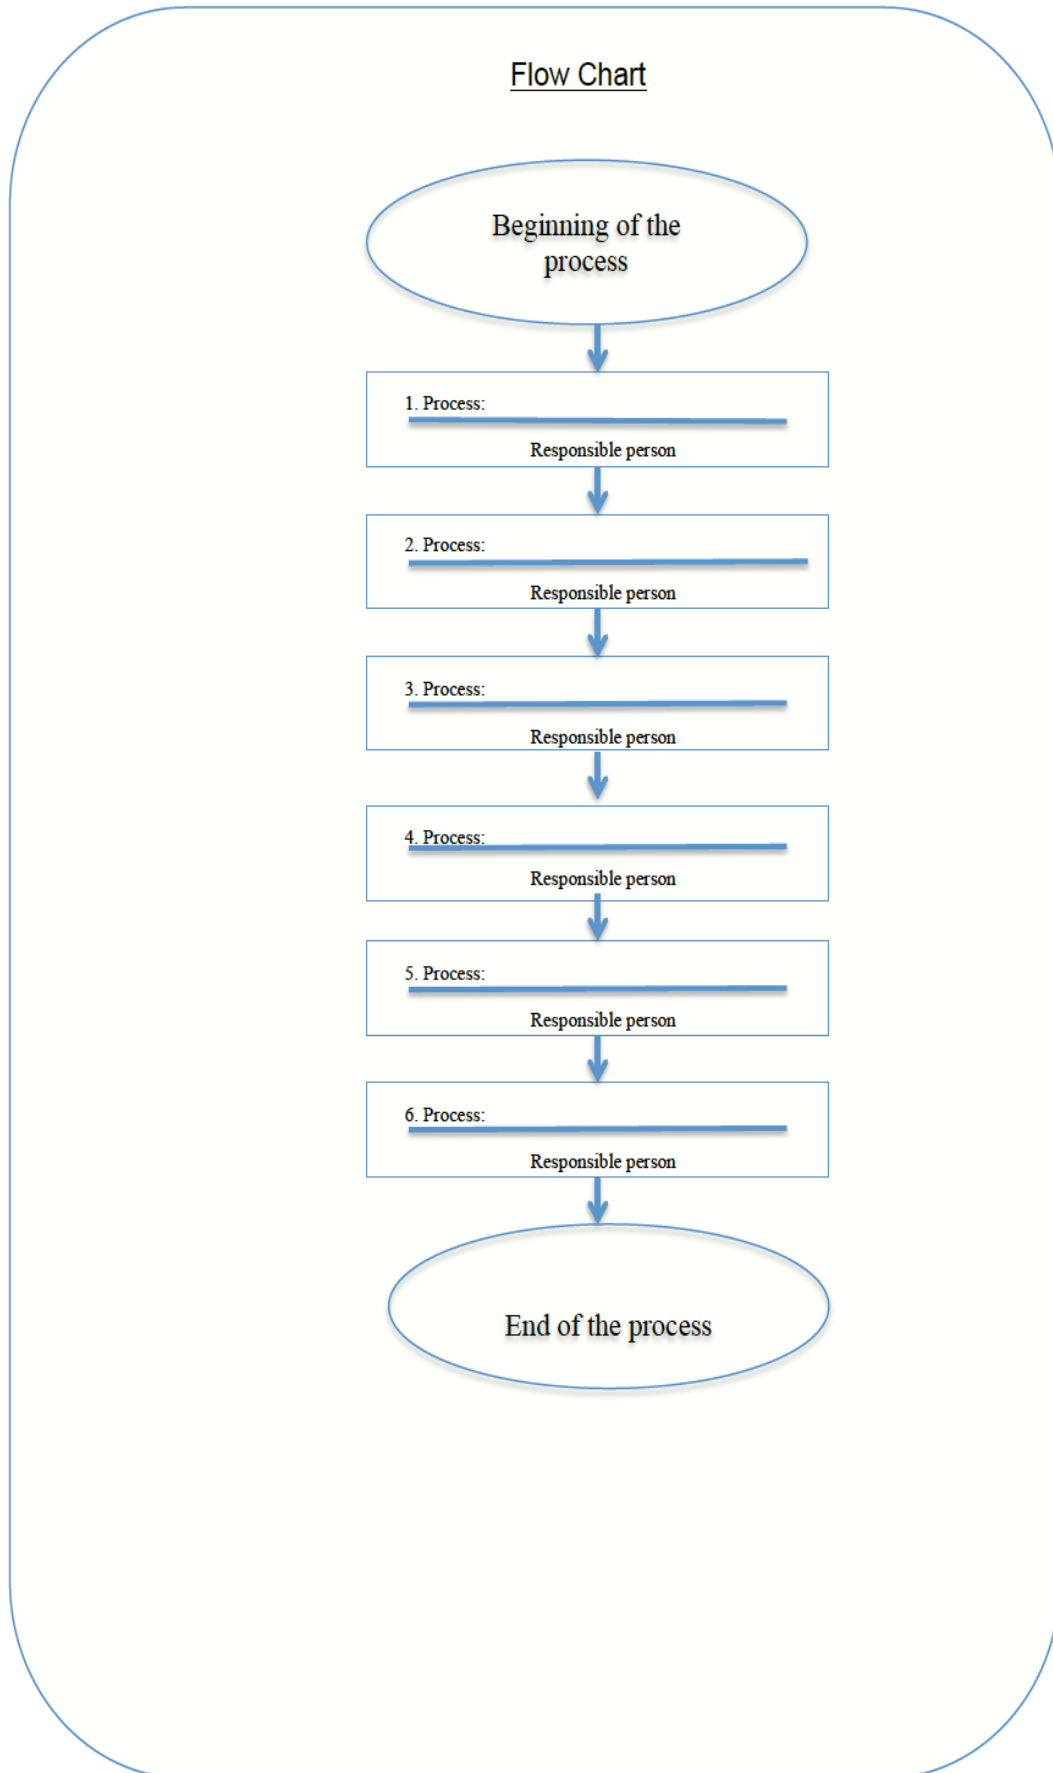 Flow Chart
Beginning of the
process
1. Process:
Responsible person
2. Process:
Responsible person
3. Process:
Responsible person
4. Process:
Responsible person
5. Process:
Responsible person
6. Process:
Responsible person
End of the process